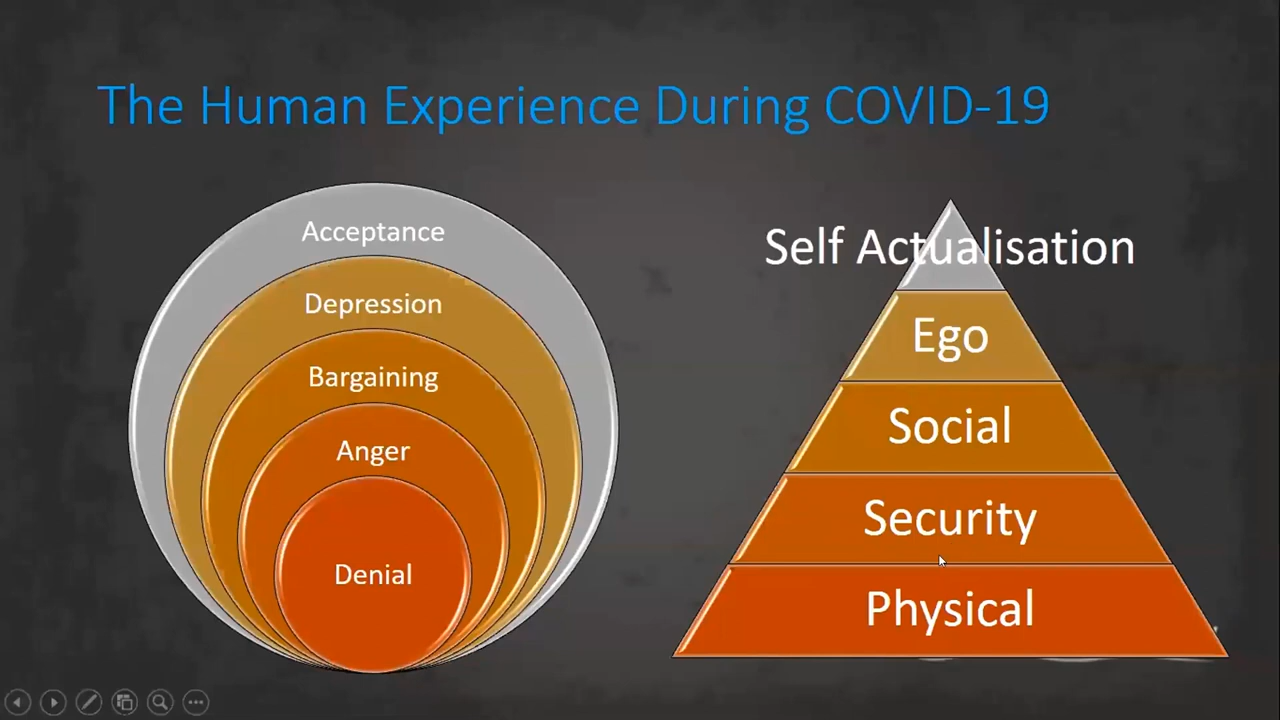 The Human Experience During COVID-19
Acceptance
Depression
Bargaining
Anger
Denial
Self Actualisation
Ego
Social
Security
Physical